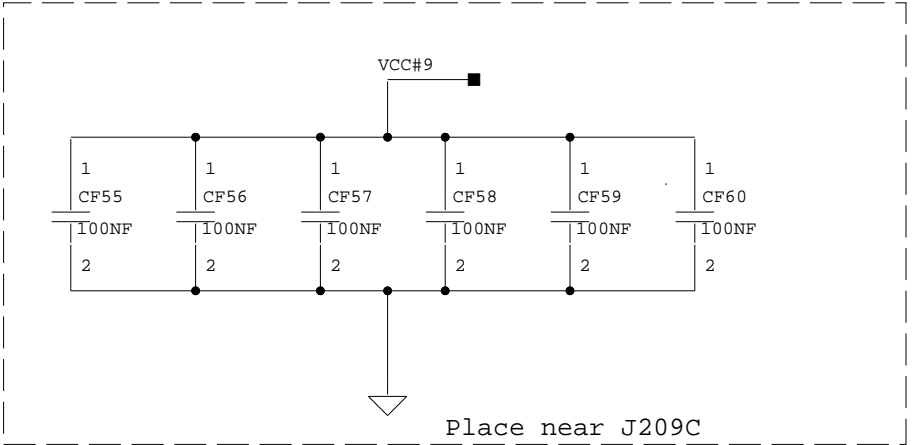 VCC#9
1 1 1 1 1 1
CF55 CF56 CF57 CF58 CF59 CF60
100NF 100NF 100NF 100NF 100NF 100NF
2 2 2 2 2 2
Place near J209C